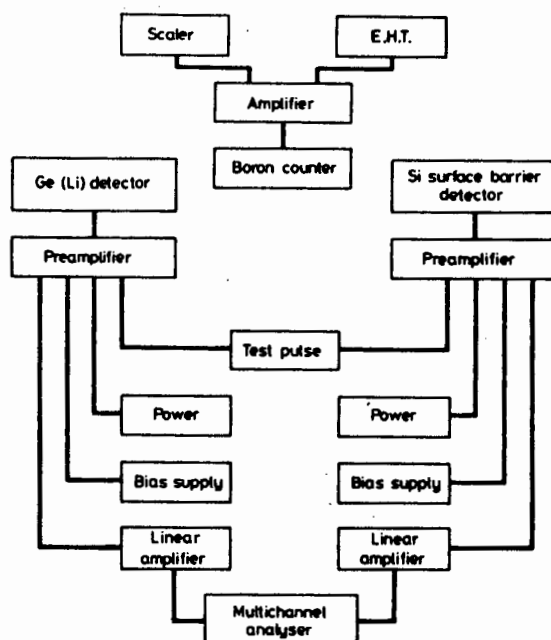 Scaler
E.H.T.
Amplifier
Boron counter
Ge (Li) detector
Si surface barrier
detector
Preamplifier
Preamplifier
Test pulse
Power
Power
Bias supply
Bias supply
Linear
amplifier
Linear
amplifier
Multichannel
analyser